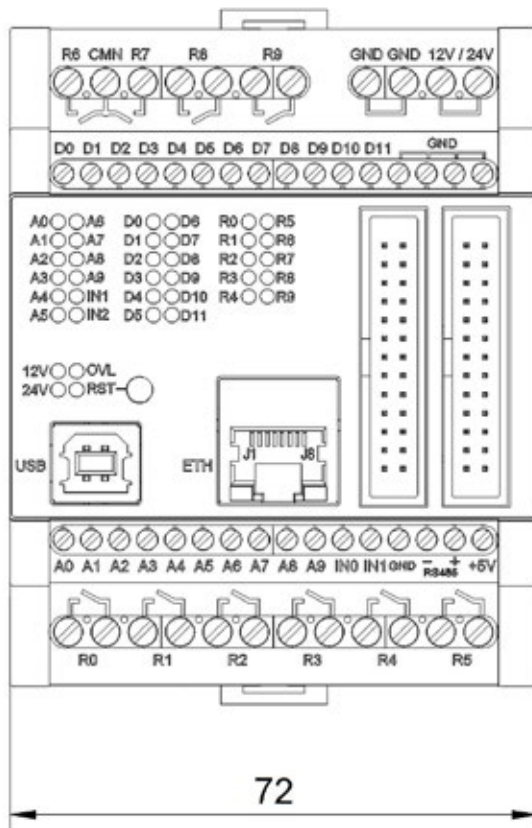 R6 CMN R7 R8 R9 GND GND 12V / 24V
D0 D1 D2 D3 D4 D5 D6 D7 D8 D9 D10 D11 GND
A0 A6 D0 D6 R0 R5
A1 A7 D1 D7 R1 R6
A2 A8 D2 D8 R2 R7
A3 A9 D3 D9 R3 R8
A4 IN1 D4 D10 R4 R9
A5 IN2 D5 D11
12V OVL
24V RST
USB ETH J1 J8
A0 A1 A2 A3 A4 A5 A6 A7 A8 A9 IN0 IN1 GND - + +5V
RS485
R0 R1 R2 R3 R4 R5
72